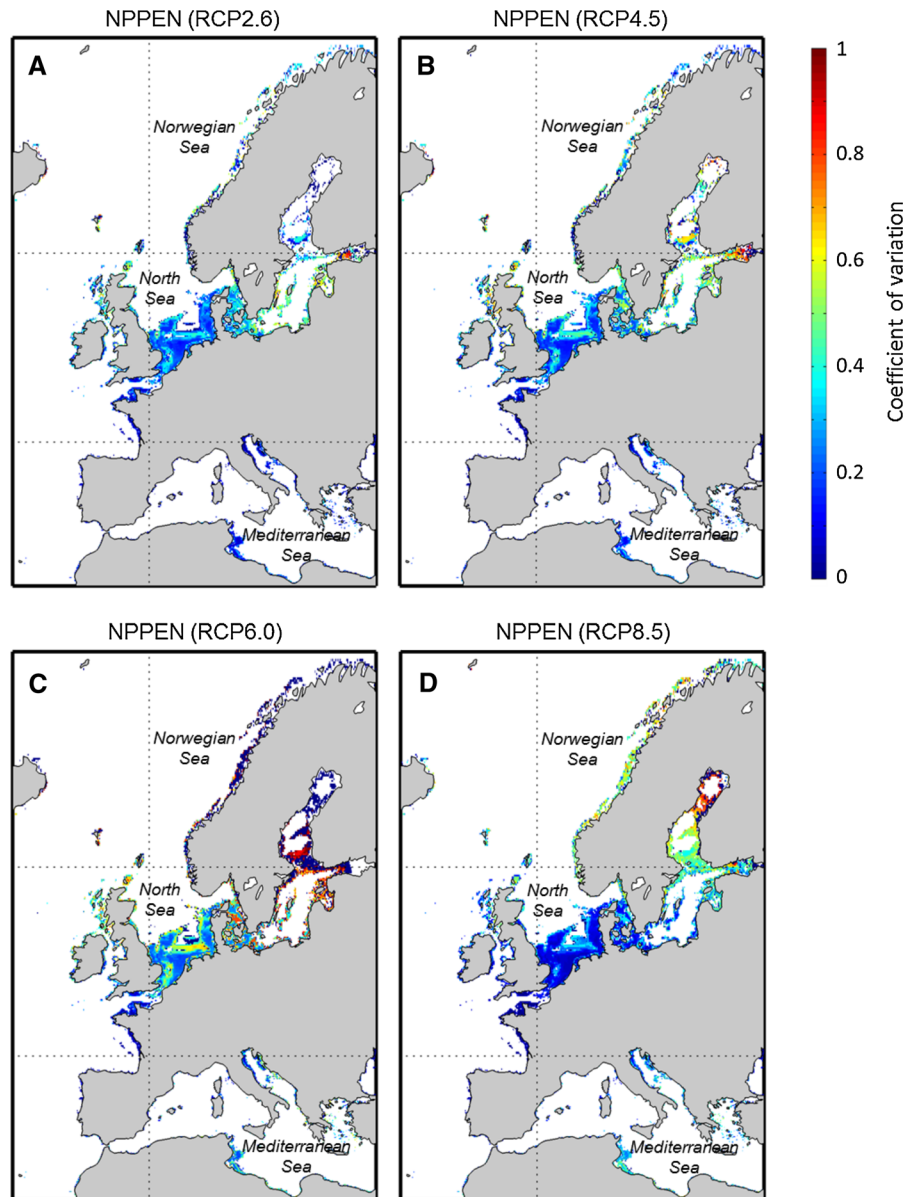 NPPEN (RCP2.6)
NPPEN (RCP4.5)
A
Norwegian
Sea
North
Sea
Mediterranean
Sea
B
Norwegian
Sea
North
Sea
Mediterranean
Sea
1
0.8
0.6
0.4
0.2
0
Coefficient of variation
NPPEN (RCP6.0)
NPPEN (RCP8.5)
C
Norwegian
Sea
North
Sea
Mediterranean
Sea
D
Norwegian
Sea
North
Sea
Mediterranean
Sea